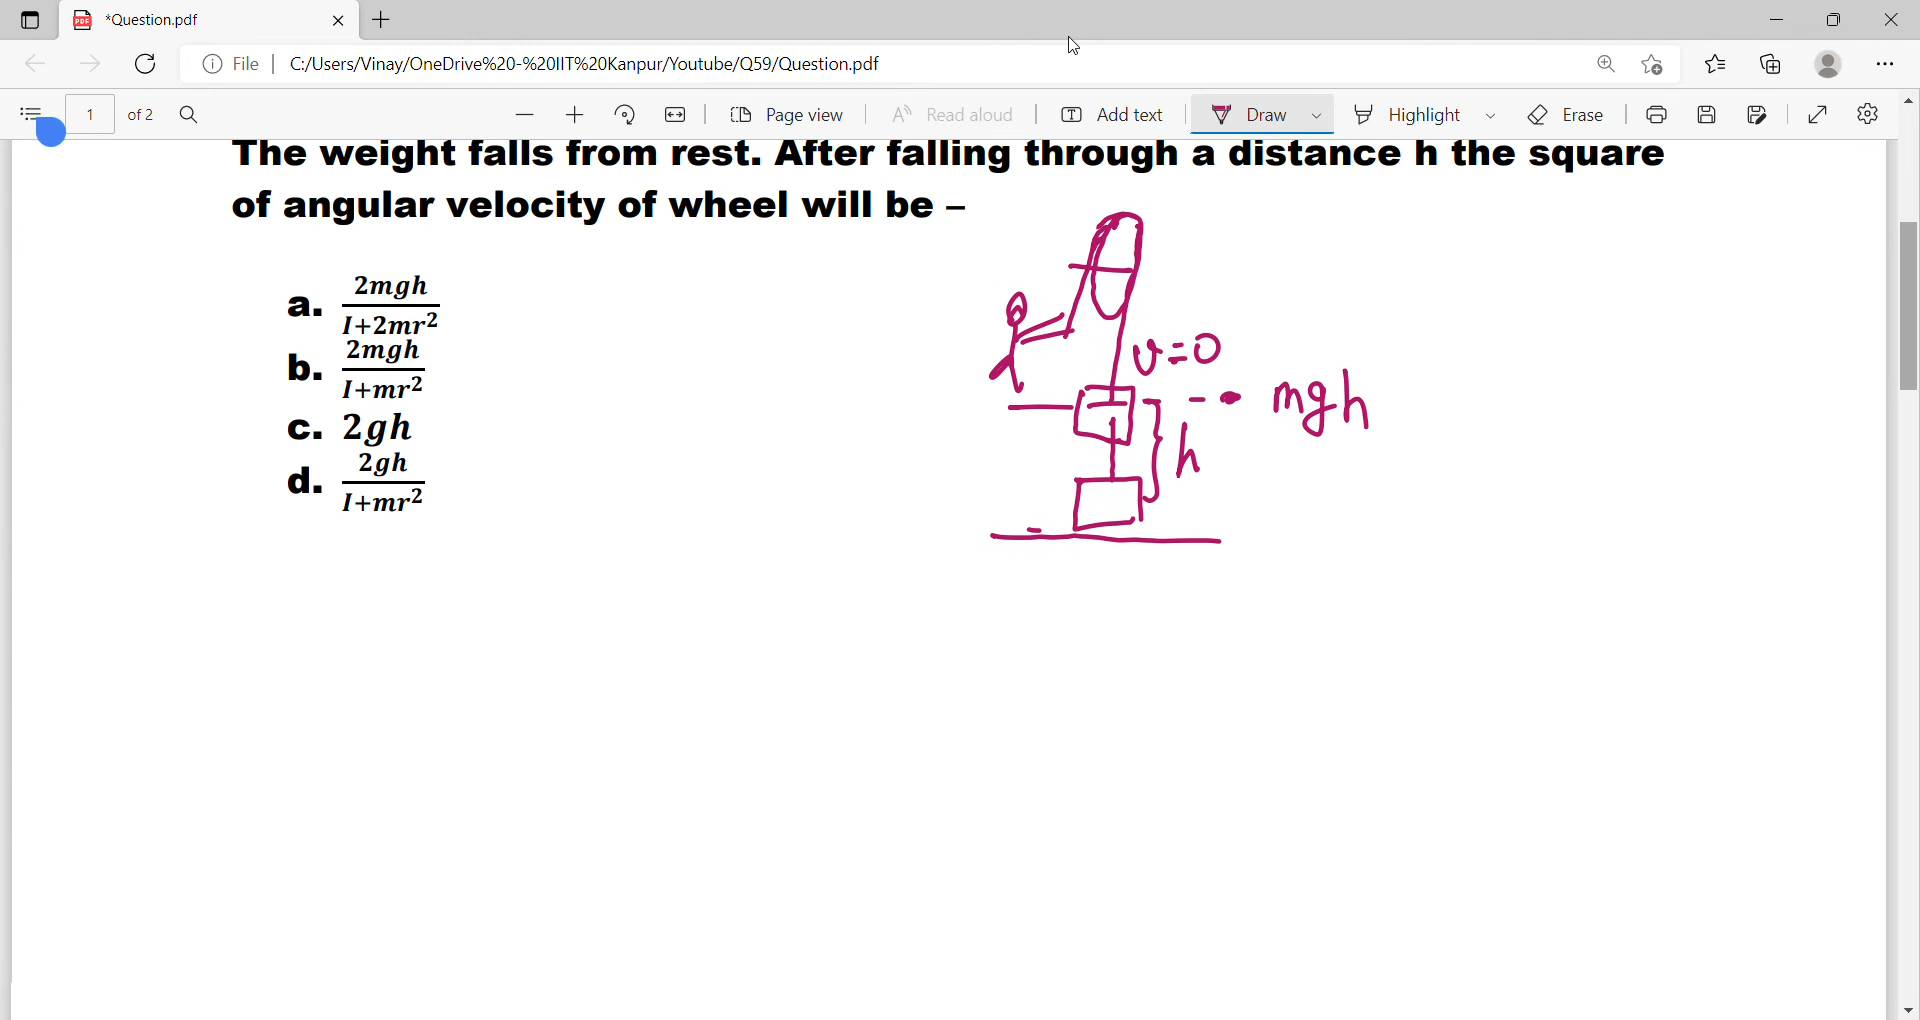 *Question.pdf
File C:/Users/Vinay/OneDrive%20-%20IIT%20Kanpur/Youtube/Q59/Question.pdf
1 of 2 Page view Read aloud Add text Draw Highlight Erase
The weight falls from rest. After falling through a distance h the square
of angular velocity of wheel will be –
a. 2mgh / I+2mr²
b. 2mgh / I+mr²
c. 2gh
d. 2gh / I+mr²
v=0
mgh
h